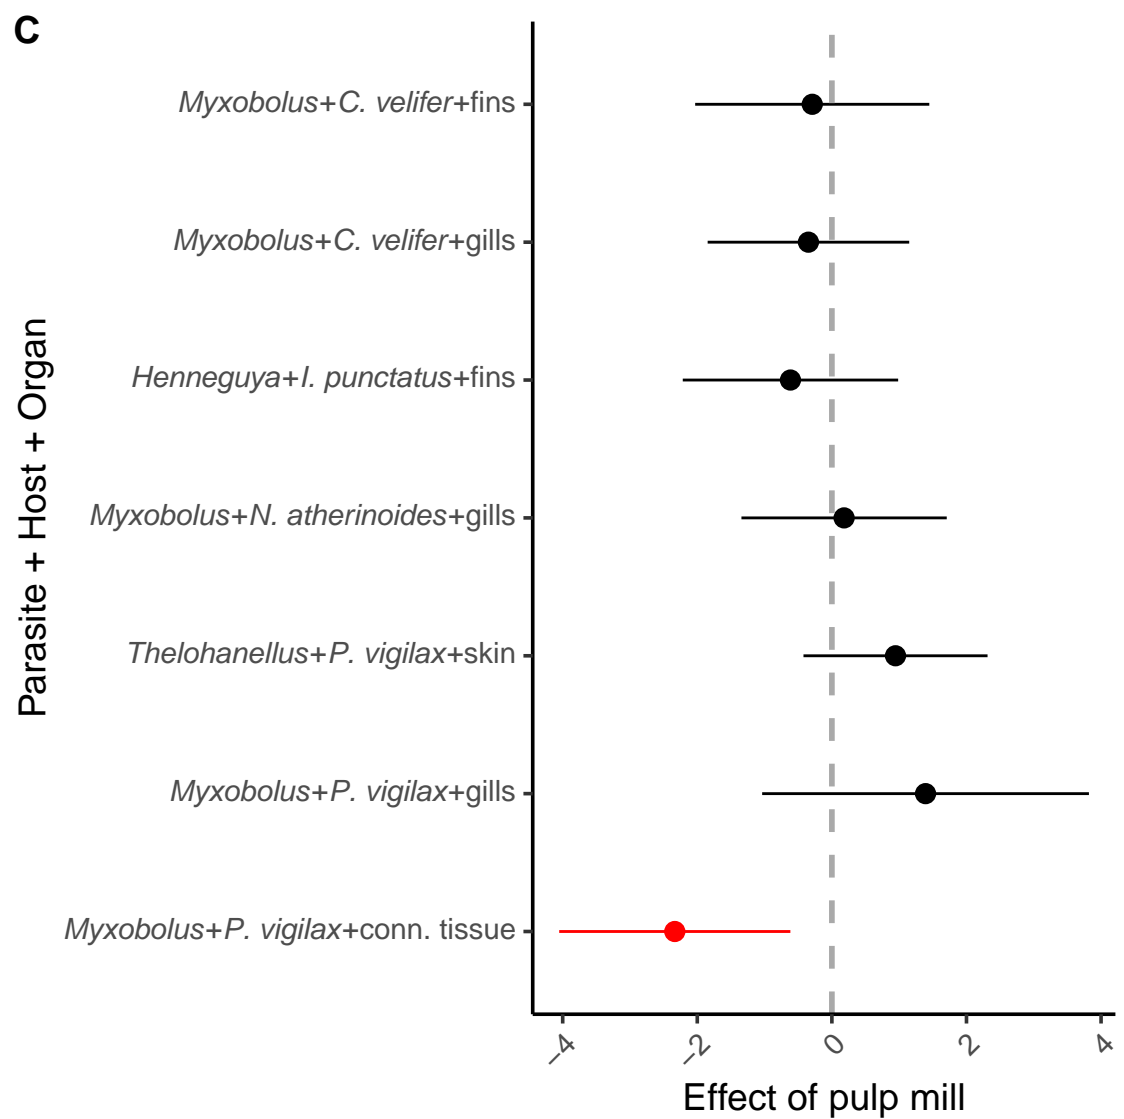 C
Parasite + Host + Organ
Myxobolus+C. velifer+fins
Myxobolus+C. velifer+gills
Henneguya+I. punctatus+fins
Myxobolus+N. atherinoides+gills
Thelohanellus+P. vigilax+skin
Myxobolus+P. vigilax+gills
Myxobolus+P. vigilax+conn. tissue
−4 −2 0 2 4
Effect of pulp mill